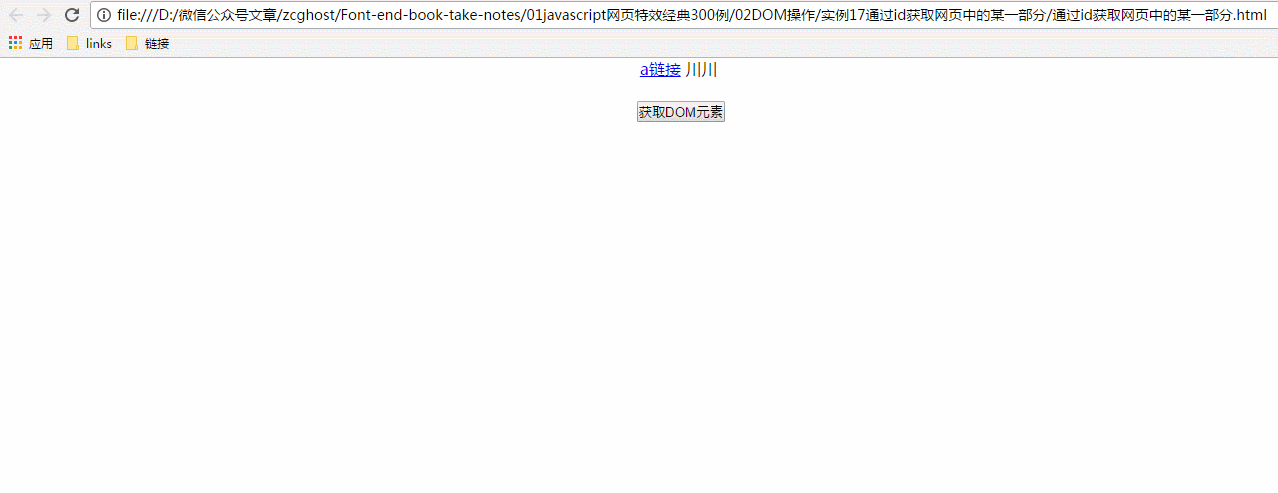 file:///D:/微信公众号文章/zcghost/Font-end-book-take-notes/01javascript网页特效经典300例/02DOM操作/实例17通过id获取网页中的某一部分/通过id获取网页中的某一部分.html
应用 links 链接
a链接 川川
获取DOM元素